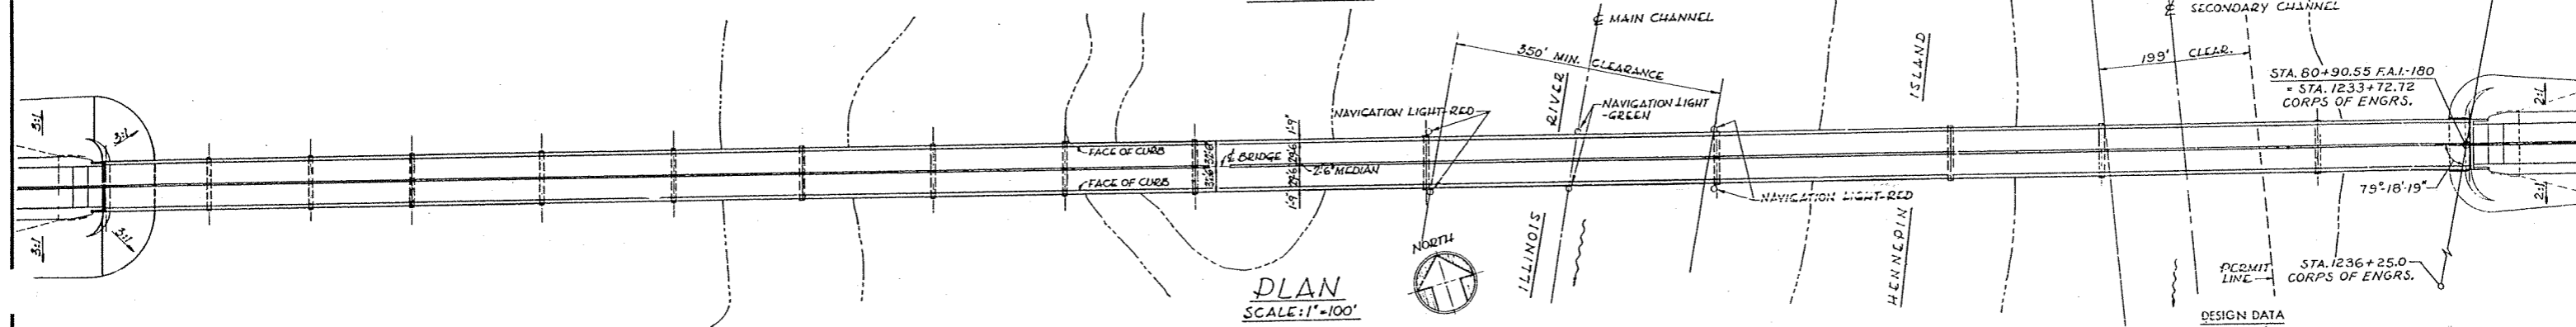 ℄ MAIN CHANNEL
℄ SECONDARY CHANNEL
350' MIN. CLEARANCE
RIVER
ISLAND
199' CLEAR.
STA. 80+90.55 F.A.I.-180
= STA. 1233+72.72
CORPS OF ENGRS.
NAVIGATION LIGHT-RED
NAVIGATION LIGHT
-GREEN
3:1
3:1
2:1
FACE OF CURB
℄ BRIDGE
2'-6" MEDIAN
1'-9"
FACE OF CURB
1'-9"
NAVIGATION LIGHT-RED
79°-18'-19"
3:1
3:1
2:1
NORTH
ILLINOIS
HENNEPIN
PLAN
SCALE: 1"=100'
PERMIT
LINE
STA. 1236+25.0
CORPS OF ENGRS.
DESIGN DATA